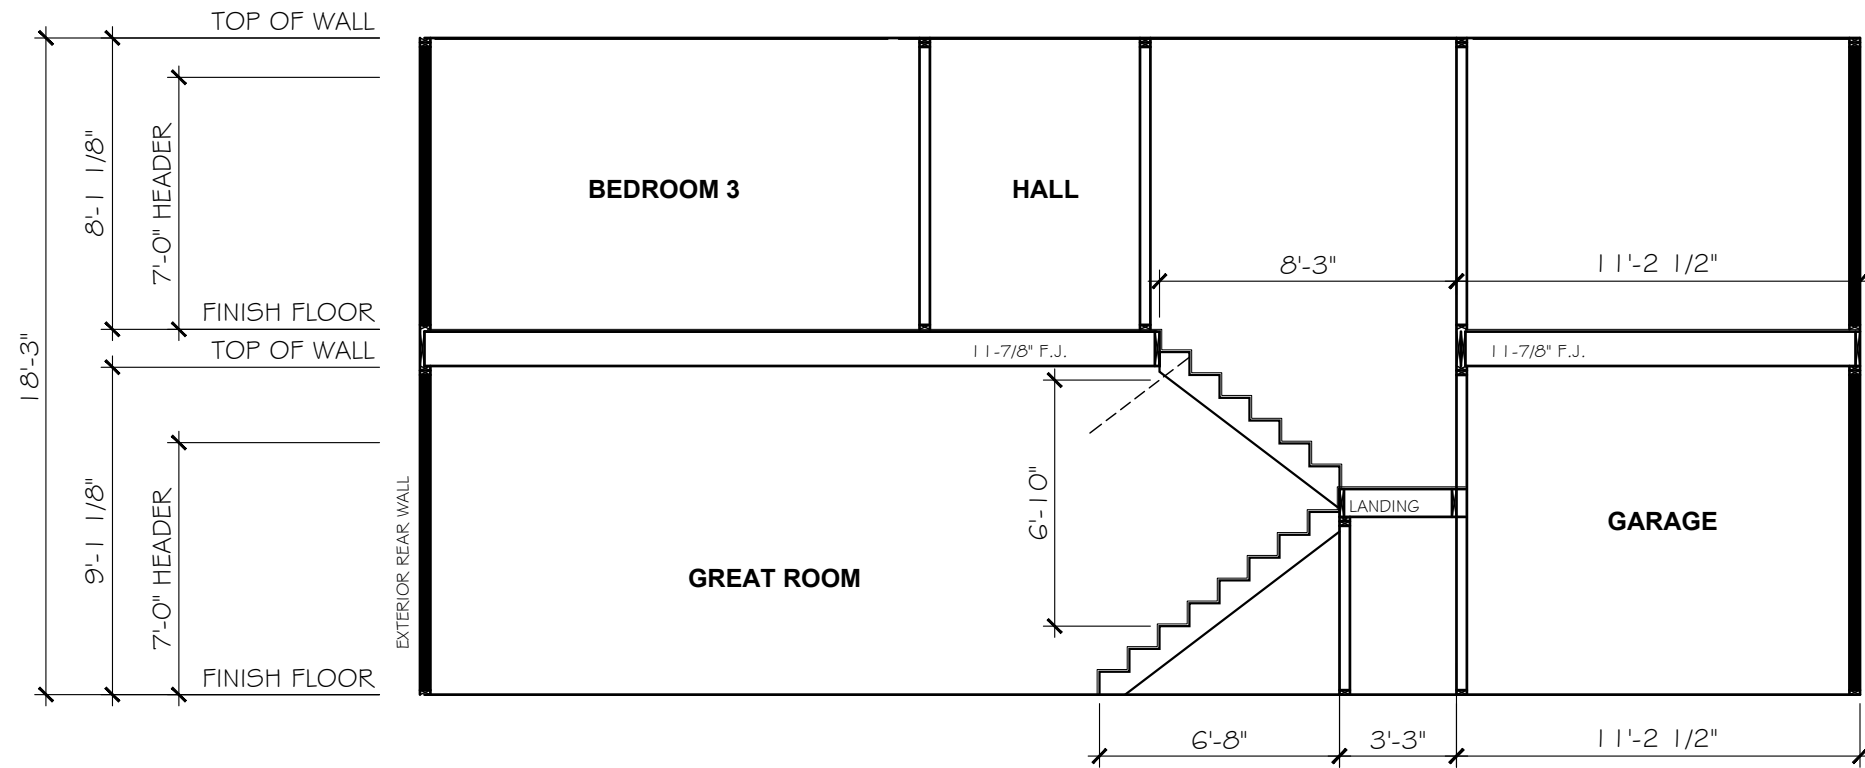 TOP OF WALL
18'-3"
8'-1 1/8"
7'-0" HEADER
BEDROOM 3
HALL
8'-3"
11'-2 1/2"
FINISH FLOOR
TOP OF WALL
11-7/8" F.J.
11-7/8" F.J.
9'-1 1/8"
7'-0" HEADER
EXTERIOR REAR WALL
6'-10"
LANDING
GARAGE
GREAT ROOM
FINISH FLOOR
6'-8"
3'-3"
11'-2 1/2"